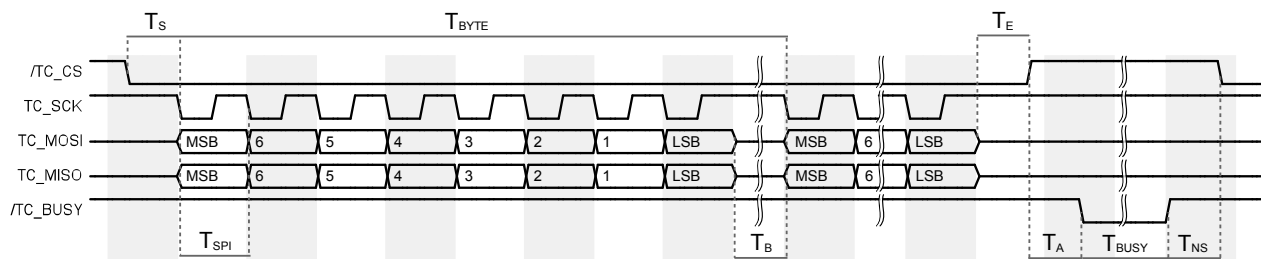 TS TBYTE TE
/TC_CS
TC_SCK
TC_MOSI MSB 6 5 4 3 2 1 LSB MSB 6 LSB
TC_MISO MSB 6 5 4 3 2 1 LSB MSB 6 LSB
/TC_BUSY
TSPI TB TA TBUSY TNS